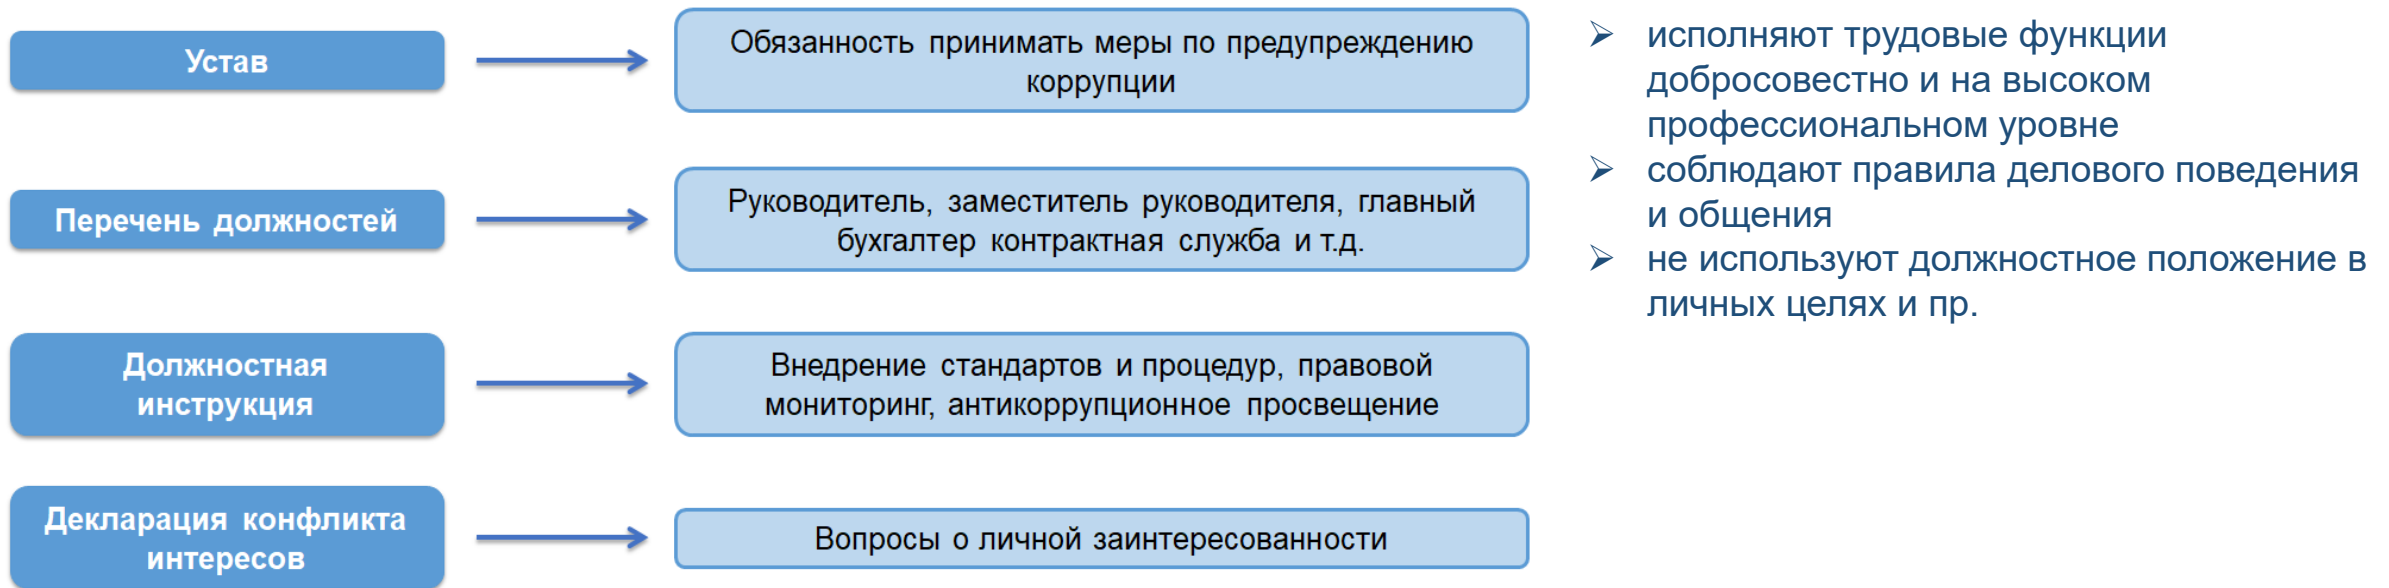 Устав
Обязанность принимать меры по предупреждению
коррупции
Перечень должностей
Руководитель, заместитель руководителя, главный
бухгалтер контрактная служба и т.д.
Должностная
инструкция
Внедрение стандартов и процедур, правовой
мониторинг, антикоррупционное просвещение
Декларация конфликта
интересов
Вопросы о личной заинтересованности
исполняют трудовые функции
добросовестно и на высоком
профессиональном уровне
соблюдают правила делового поведения
и общения
не используют должностное положение в
личных целях и пр.